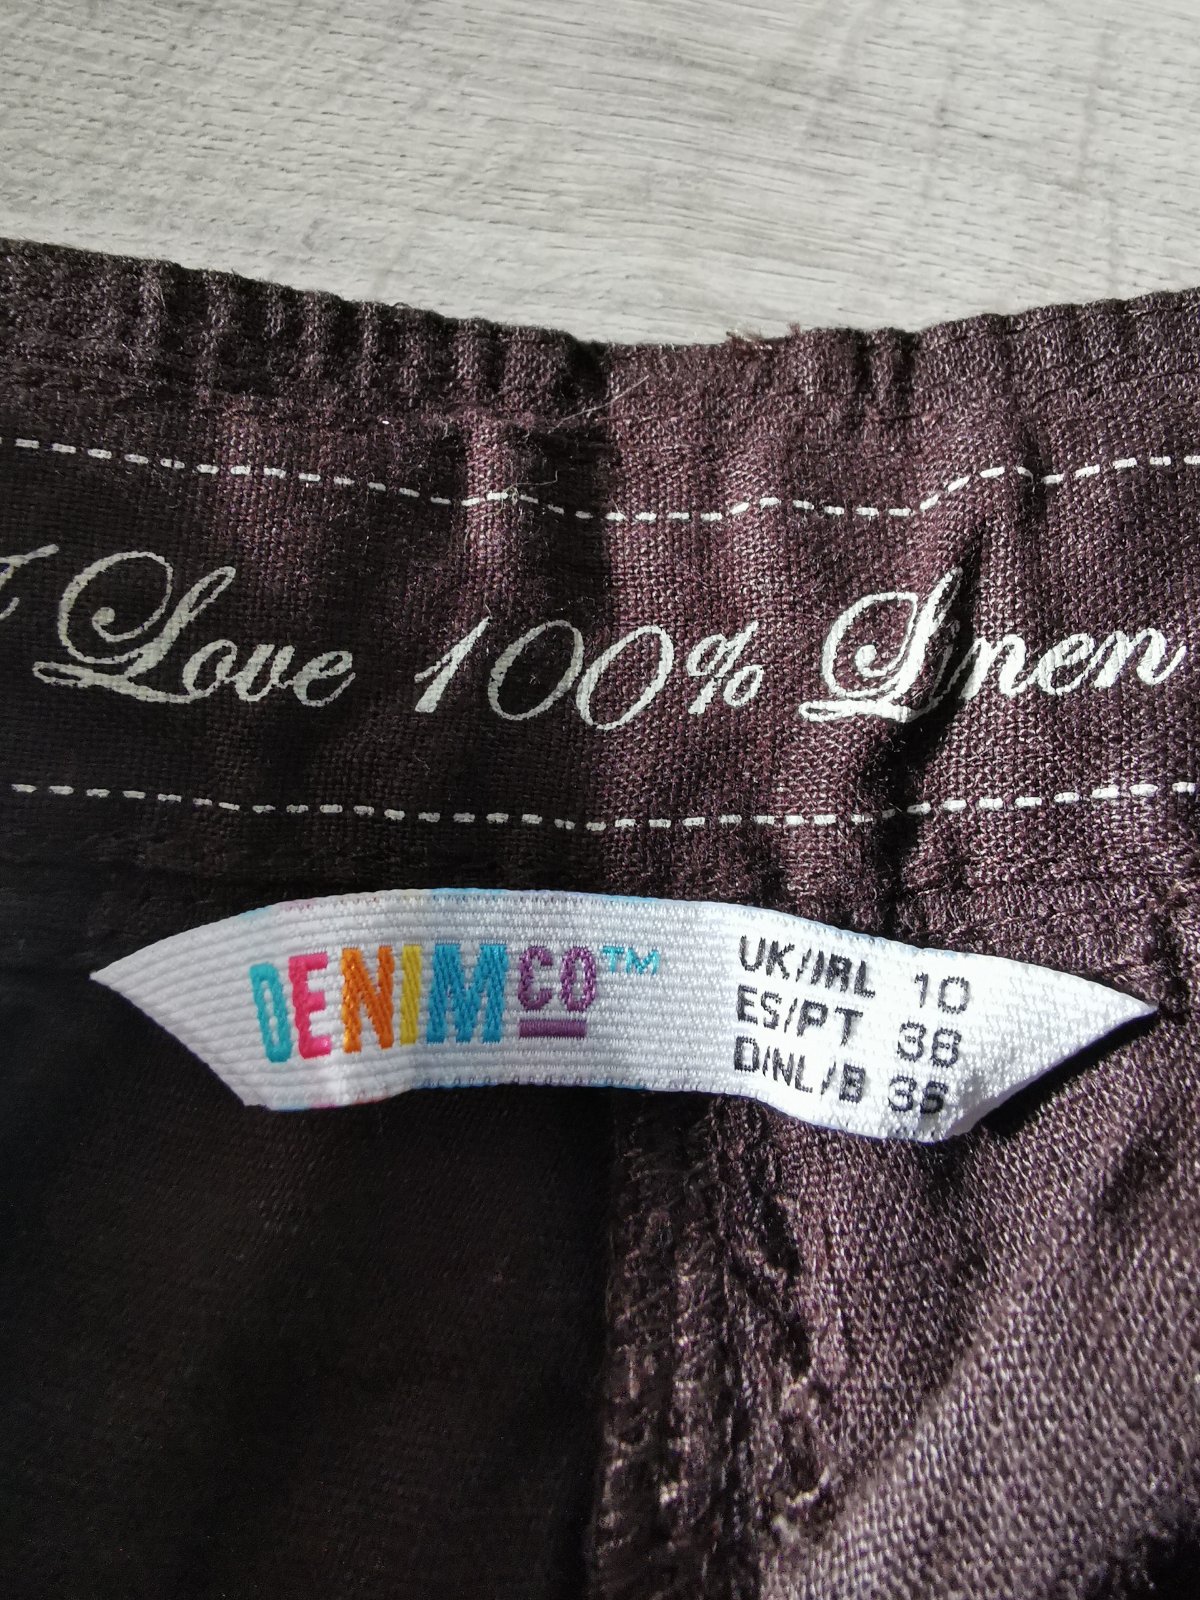 Love 100% Linen
DENIMCO™
UK/IRL 10
ES/PT 38
D/NL/B 36